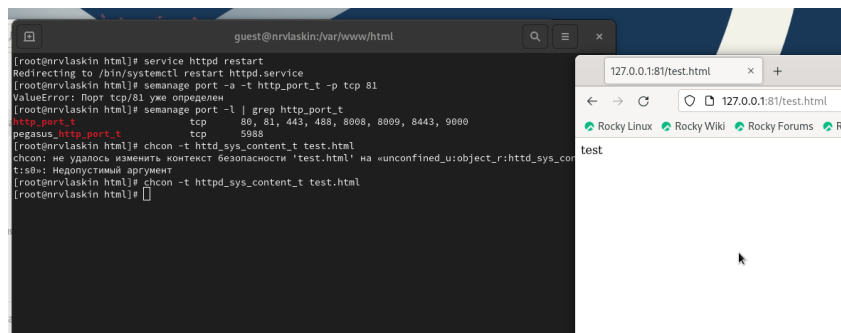 guest@nrvlaskin:/var/www/html
[root@nrvlaskin html]# service httpd restart
Redirecting to /bin/systemctl restart httpd.service
[root@nrvlaskin html]# semanage port -a -t http_port_t -p tcp 81
ValueError: Порт tcp/81 уже определен
[root@nrvlaskin html]# semanage port -l | grep http_port_t
http_port_t tcp 80, 81, 443, 488, 8008, 8009, 8443, 9000
pegasus_http_port_t tcp 5988
[root@nrvlaskin html]# chcon -t httd_sys_content_t test.html
chcon: не удалось изменить контекст безопасности 'test.html' на «unconfined_u:object_r:httd_sys_con
t:s0»: Недопустимый аргумент
[root@nrvlaskin html]# chcon -t httpd_sys_content_t test.html
[root@nrvlaskin html]#
127.0.0.1:81/test.html
127.0.0.1:81/test.html
Rocky Linux Rocky Wiki Rocky Forums R
test